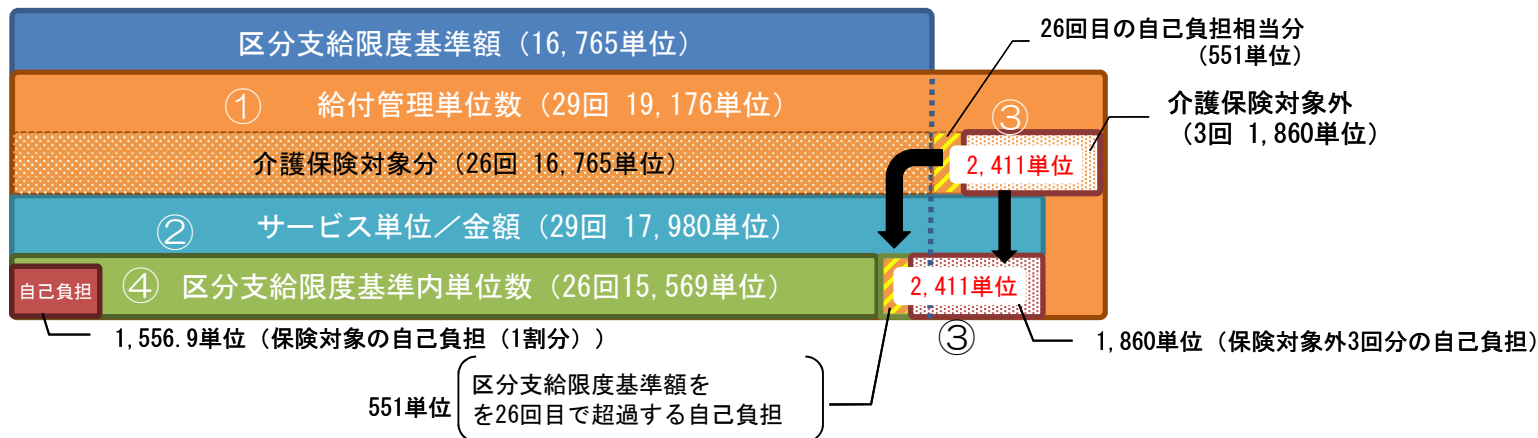 区分支給限度基準額（16,765単位）
26回目の自己負担相当分
（551単位）
① 給付管理単位数（29回 19,176単位）
③
介護保険対象外
（3回 1,860単位）
介護保険対象分（26回 16,765単位）
2,411単位
② サービス単位／金額（29回 17,980単位）
自己負担
④ 区分支給限度基準内単位数（26回15,569単位）
2,411単位
③
1,556.9単位（保険対象の自己負担（1割分））
1,860単位（保険対象外3回分の自己負担）
551単位
区分支給限度基準額を
を26回目で超過する自己負担